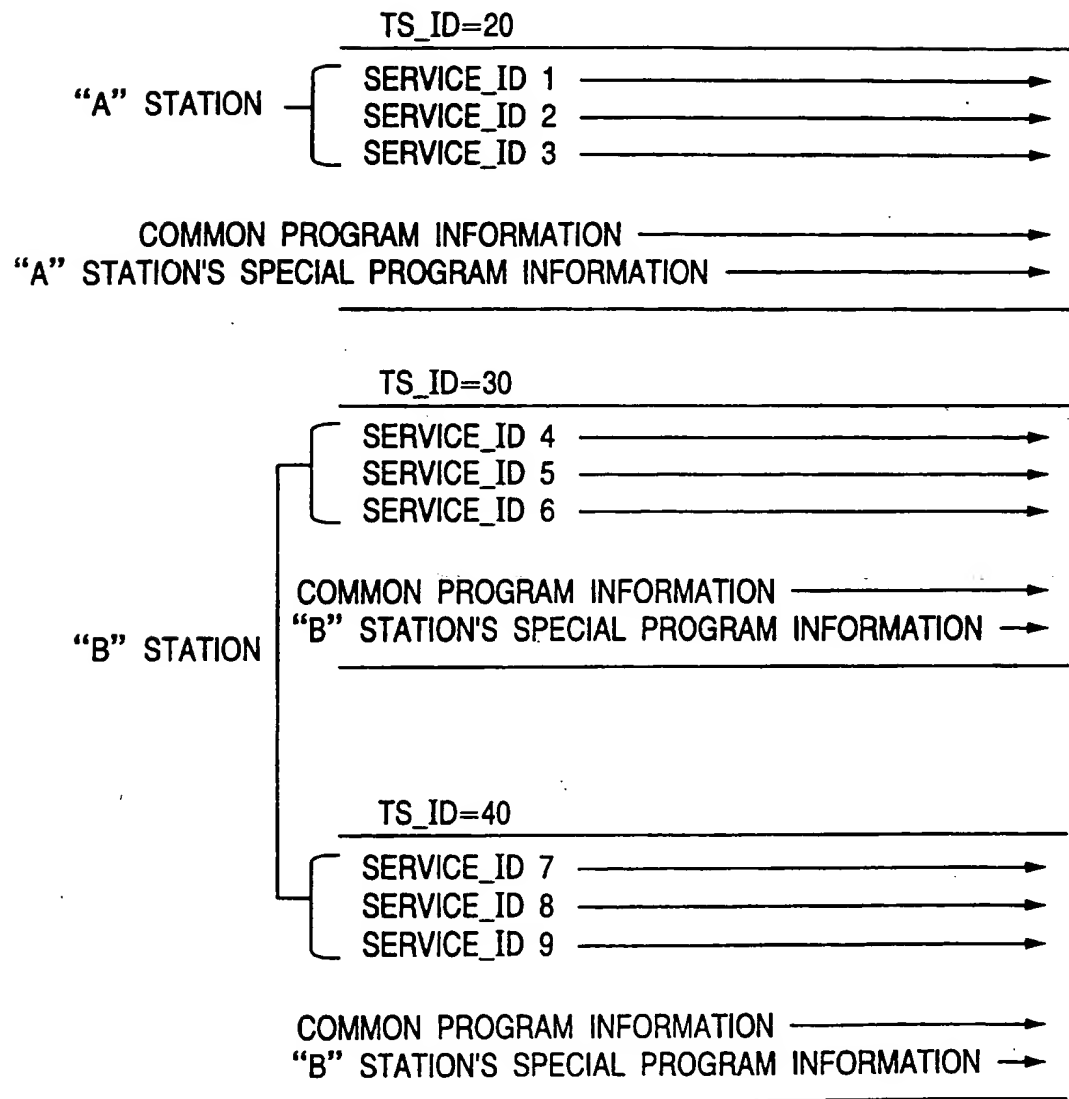 TS_ID=20
SERVICE_ID 1
“A” STATION
SERVICE_ID 2
SERVICE_ID 3
COMMON PROGRAM INFORMATION
“A” STATION'S SPECIAL PROGRAM INFORMATION
TS_ID=30
SERVICE_ID 4
SERVICE_ID 5
SERVICE_ID 6
COMMON PROGRAM INFORMATION
“B” STATION'S SPECIAL PROGRAM INFORMATION
“B” STATION
TS_ID=40
SERVICE_ID 7
SERVICE_ID 8
SERVICE_ID 9
COMMON PROGRAM INFORMATION
“B” STATION'S SPECIAL PROGRAM INFORMATION